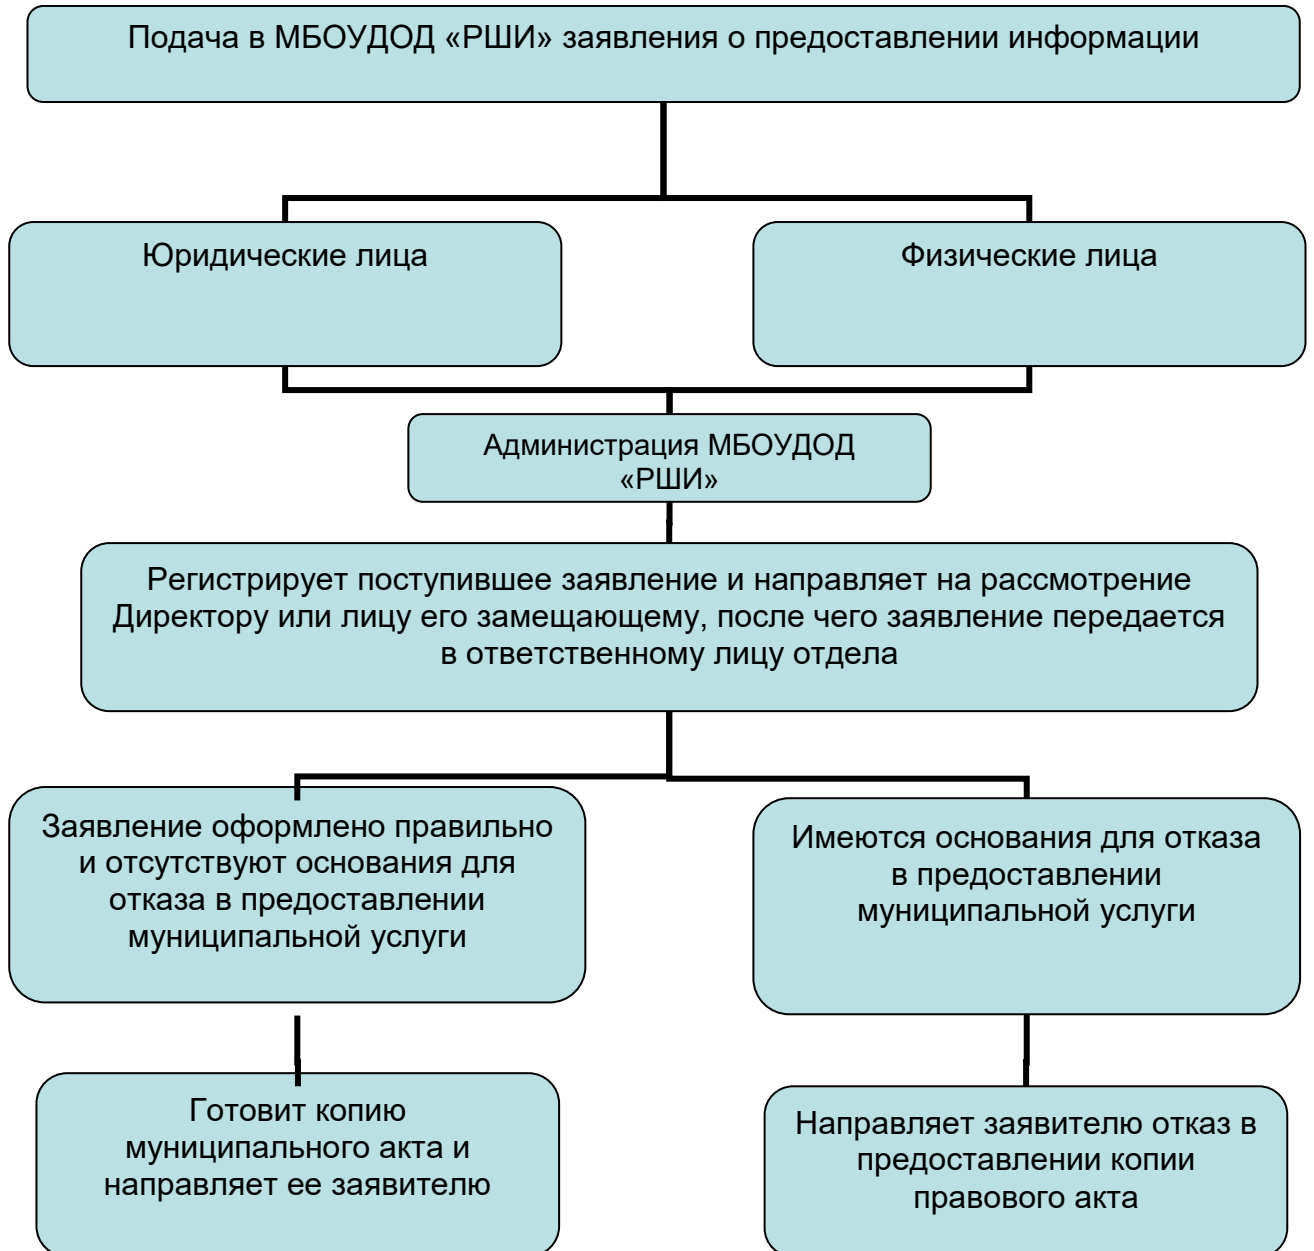 Подача в МБОУДОД «РШИ» заявления о предоставлении информации
Юридические лица
Физические лица
Администрация МБОУДОД
«РШИ»
Регистрирует поступившее заявление и направляет на рассмотрение
Директору или лицу его замещающему, после чего заявление передается
в ответственному лицу отдела
Заявление оформлено правильно
и отсутствуют основания для
отказа в предоставлении
муниципальной услуги
Имеются основания для отказа
в предоставлении
муниципальной услуги
Готовит копию
муниципального акта и
направляет ее заявителю
Направляет заявителю отказ в
предоставлении копии
правового акта